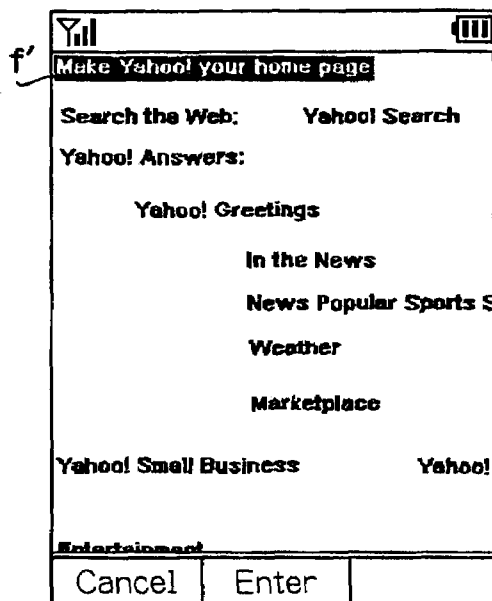 f'
Make Yahoo! your home page
Search the Web: Yahoo! Search
Yahoo! Answers:
Yahoo! Greetings
In the News
News Popular Sports S
Weather
Marketplace
Yahoo! Small Business Yahoo!
Entertainment
Cancel Enter